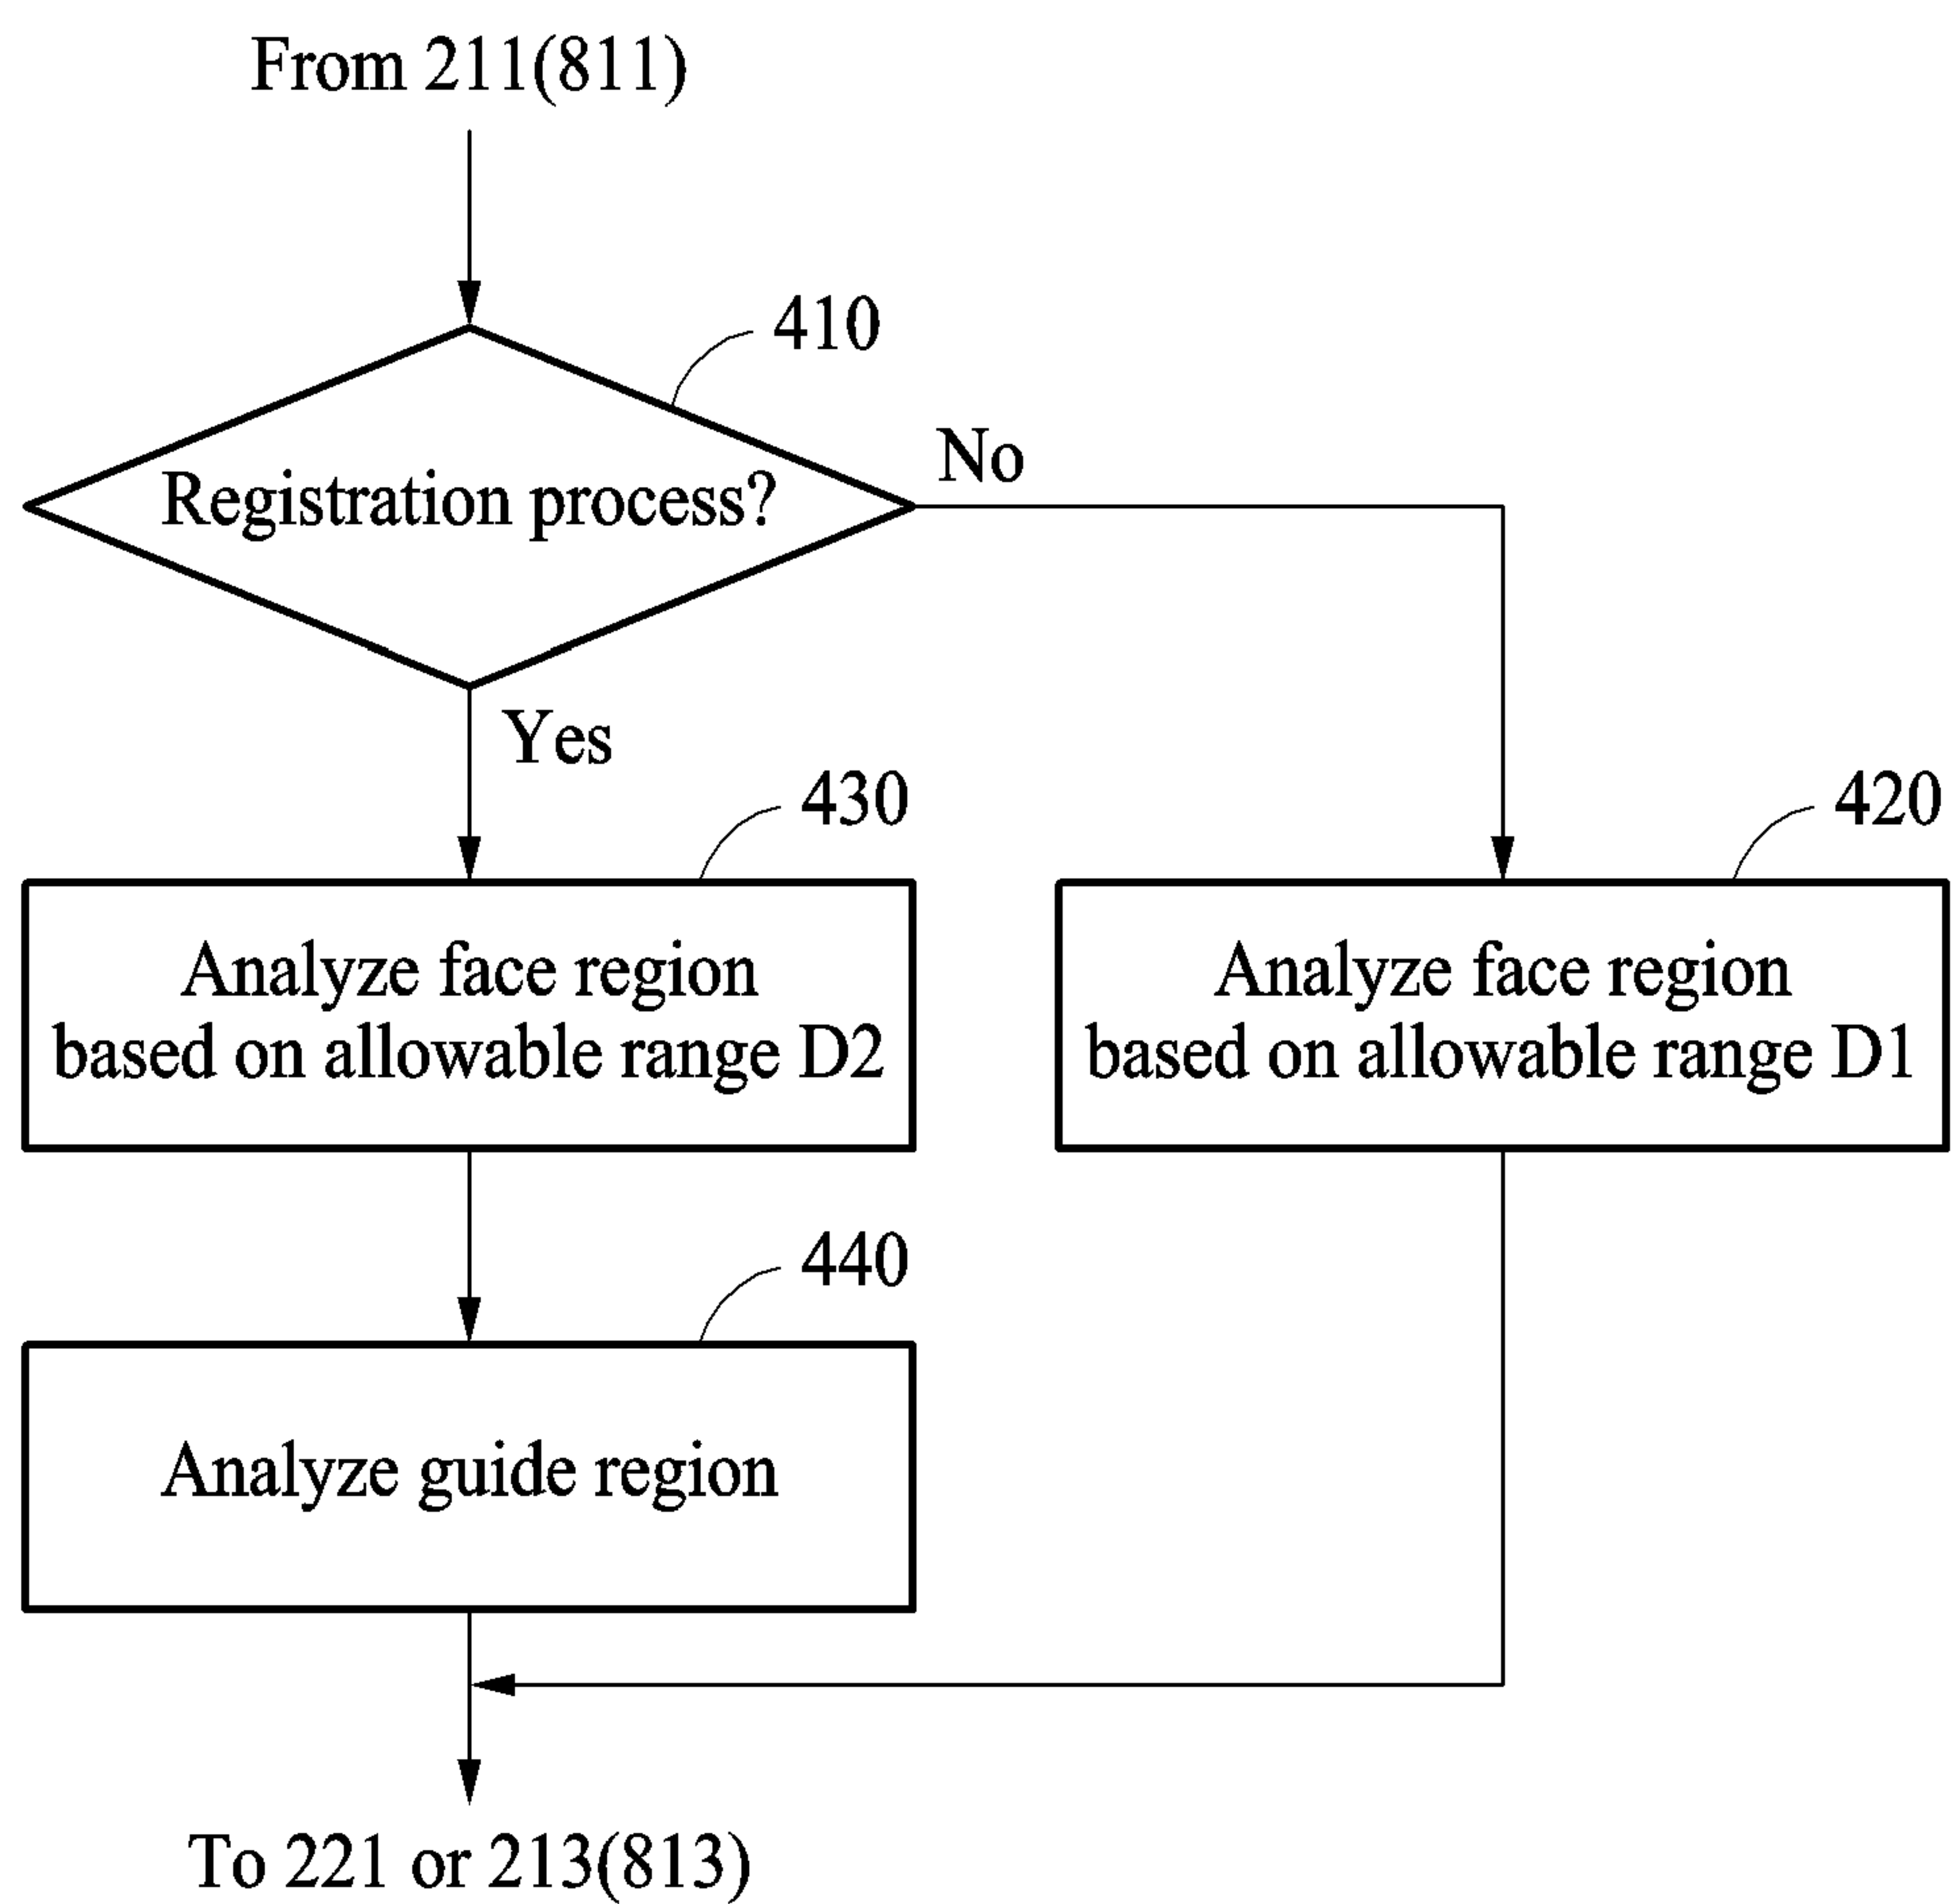 From 211(811)
410
Registration process?
No
Yes
430
420
Analyze face region
based on allowable range D2
Analyze face region
based on allowable range D1
440
Analyze guide region
To 221 or 213(813)